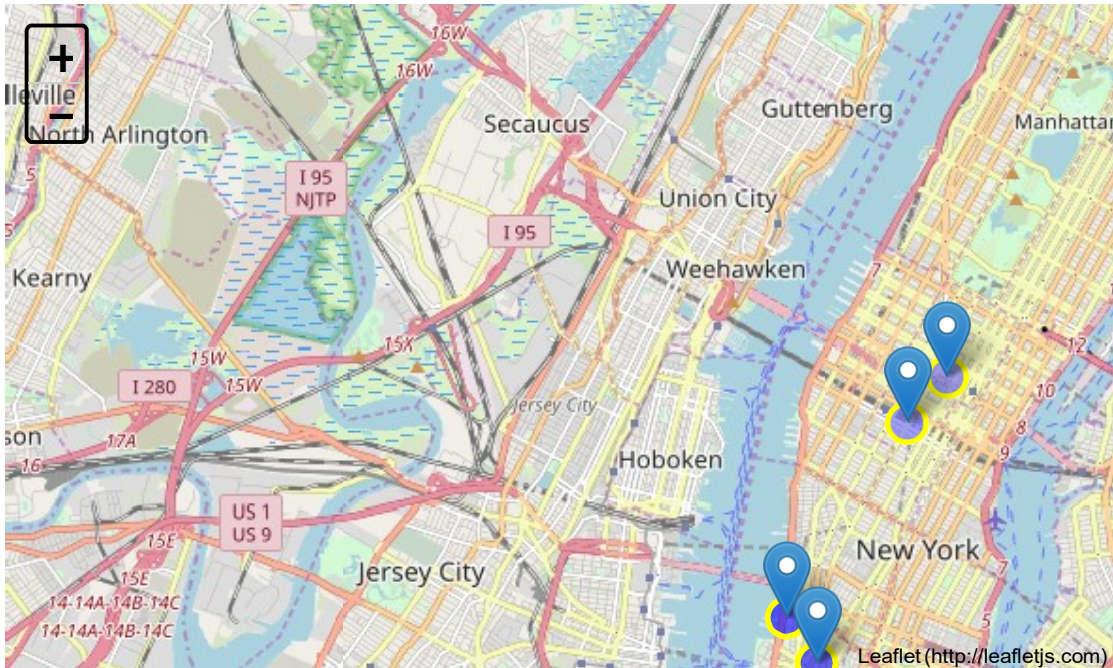 +
−
16W
16W
lleville
North Arlington
Secaucus
Guttenberg
Manhattan
5
I 95
NJTP
Union City
5
I 95
Kearny
Weehawken
7
15X
12
15W
I 280
15W
10
Jersey City
son
17A
8
16
9
Hoboken
US 1
US 9
15E
New York
15E
Jersey City
7
14-14A-14B-14C
5
14-14A-14B-14C
Leaflet (http://leafletjs.com)